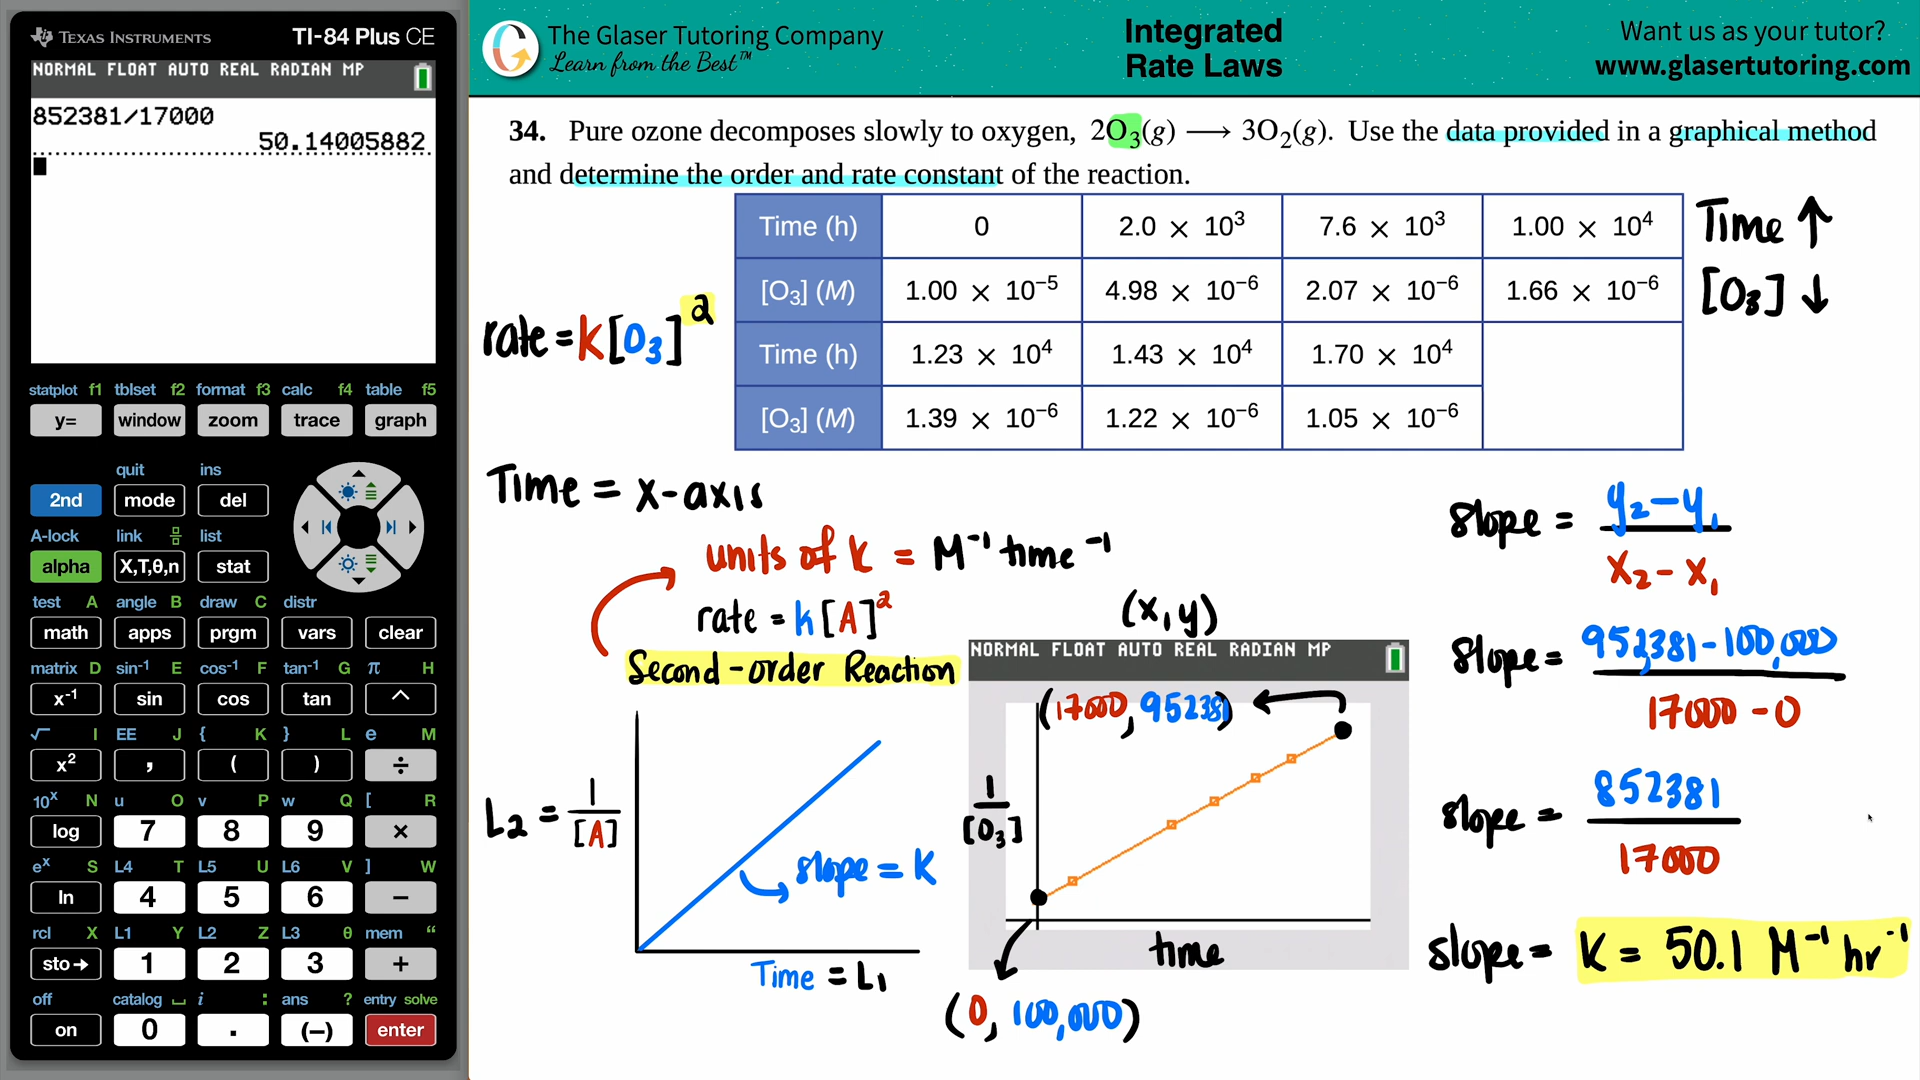 TEXAS INSTRUMENTS TI-84 Plus CE
NORMAL FLOAT AUTO REAL RADIAN MP
852381/17000
50.14005882
statplot f1 tblset f2 format f3 calc f4 table f5
y= window zoom trace graph
quit ins
2nd mode del
A-lock link list
alpha X,T,θ,n stat
test A angle B draw C distr
math apps prgm vars clear
matrix D sin⁻¹ E cos⁻¹ F tan⁻¹ G π H
x⁻¹ sin cos tan ^
√ I EE J { K } L e M
x² , ( ) ÷
10ˣ N u O v P w Q [ R
log 7 8 9 ×
eˣ S L4 T L5 U L6 V ] W
ln 4 5 6 −
rcl X L1 Y L2 Z L3 θ mem “
sto→ 1 2 3 +
off catalog ⎵ i : ans ? entry solve
on 0 . (−) enter
The Glaser Tutoring Company
Learn from the Best™
Integrated
Rate Laws
Want us as your tutor?
www.glasertutoring.com
34. Pure ozone decomposes slowly to oxygen, 2O₃(g) ⟶ 3O₂(g). Use the data provided in a graphical method
and determine the order and rate constant of the reaction.
Time (h) 0 2.0 × 10³ 7.6 × 10³ 1.00 × 10⁴
[O₃] (M) 1.00 × 10⁻⁵ 4.98 × 10⁻⁶ 2.07 × 10⁻⁶ 1.66 × 10⁻⁶
Time (h) 1.23 × 10⁴ 1.43 × 10⁴ 1.70 × 10⁴
[O₃] (M) 1.39 × 10⁻⁶ 1.22 × 10⁻⁶ 1.05 × 10⁻⁶
Time ↑
[O₃] ↓
rate = k[O₃]²
Time = x-axis
units of k = M⁻¹ time⁻¹
rate = k[A]²
Second-order Reaction
L₂ = 1/[A]
slope = K
Time = L₁
(x,y)
NORMAL FLOAT AUTO REAL RADIAN MP
(17000, 952381)
1/[O₃]
time
(0, 100,000)
slope = y₂ − y₁ / x₂ − x₁
slope = 952,381 − 100,000 / 17000 − 0
slope = 852381 / 17000
slope = K = 50.1 M⁻¹ hr⁻¹